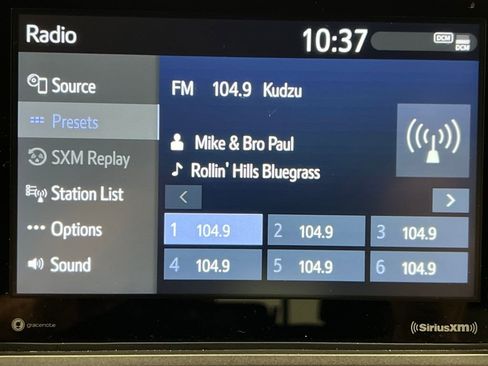 Radio
10:37
DCM
DCM
Source
Presets
SXM Replay
Station List
Options
Sound
FM 104.9 Kudzu
Mike & Bro Paul
Rollin' Hills Bluegrass
< >
1 104.9 2 104.9 3 104.9
4 104.9 5 104.9 6 104.9
gracenote
((SiriusXM))